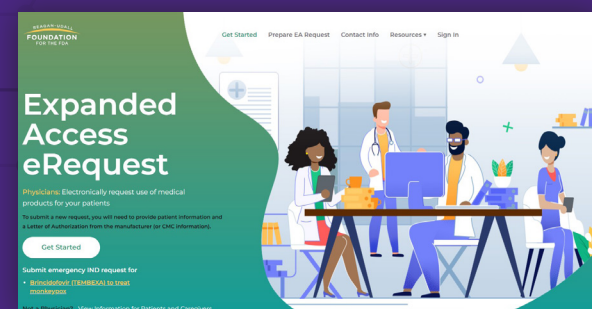 REAGAN-UDALL
FOUNDATION
FOR THE FDA
Get Started Prepare EA Request Contact Info Resources ▾ Sign In
Expanded
Access
eRequest
Physicians: Electronically request use of medical
products for your patients
To submit a new request, you will need to provide patient information and
a Letter of Authorization from the manufacturer (or CMC information).
Get Started
Submit emergency IND request for
• Brincidofovir (TEMBEXA) to treat
monkeypox
Not a Physician? View Information for Patients and Caregivers